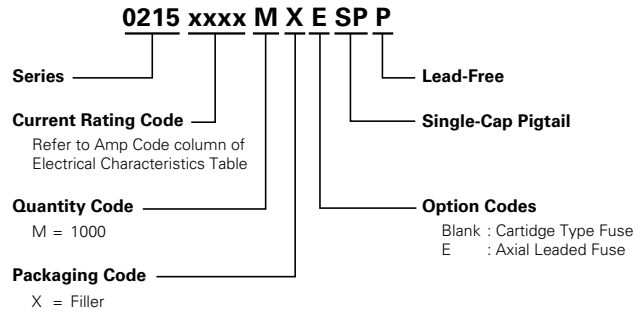 0215 xxxx M X E SP P
Series
Lead-Free
Current Rating Code
Refer to Amp Code column of
Electrical Characteristics Table
Single-Cap Pigtail
Quantity Code
M = 1000
Option Codes
Blank : Cartidge Type Fuse
E : Axial Leaded Fuse
Packaging Code
X = Filler